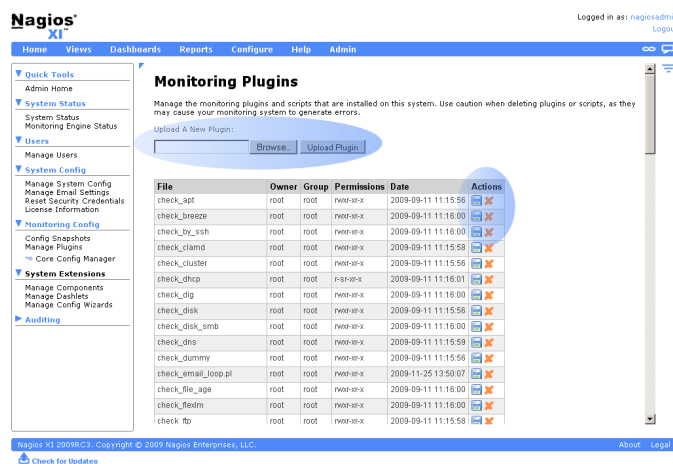 Nagios®
XI™
Logged in as: nagiosadmi
Logou
Home Views Dashboards Reports Configure Help Admin
Quick Tools
Admin Home
System Status
System Status
Monitoring Engine Status
Users
Manage Users
System Config
Manage System Config
Manage Email Settings
Reset Security Credentials
License Information
Monitoring Config
Config Snapshots
Manage Plugins
Core Config Manager
System Extensions
Manage Components
Manage Dashlets
Manage Config Wizards
Auditing
Monitoring Plugins
Manage the monitoring plugins and scripts that are installed on this system. Use caution when deleting plugins or scripts, as they
may cause your monitoring system to generate errors.
Upload A New Plugin:
Browse... Upload Plugin
File Owner Group Permissions Date Actions
check_apt root root rwxr-xr-x 2009-09-11 11:15:56
check_breeze root root rwxr-xr-x 2009-09-11 11:16:00
check_by_ssh root root rwxr-xr-x 2009-09-11 11:16:00
check_clamd root root rwxr-xr-x 2009-09-11 11:15:58
check_cluster root root rwxr-xr-x 2009-09-11 11:15:56
check_dhcp root root r-sr-xr-x 2009-09-11 11:16:01
check_dig root root rwxr-xr-x 2009-09-11 11:16:00
check_disk root root rwxr-xr-x 2009-09-11 11:15:56
check_disk_smb root root rwxr-xr-x 2009-09-11 11:16:00
check_dns root root rwxr-xr-x 2009-09-11 11:15:59
check_dummy root root rwxr-xr-x 2009-09-11 11:15:56
check_email_loop.pl root root rwxr-xr-x 2009-11-25 13:50:07
check_file_age root root rwxr-xr-x 2009-09-11 11:16:00
check_flexlm root root rwxr-xr-x 2009-09-11 11:16:00
check_ftp root root rwxr-xr-x 2009-09-11 11:15:58
Nagios XI 2009RC3. Copyright © 2009 Nagios Enterprises, LLC.
About Legal
Check for Updates